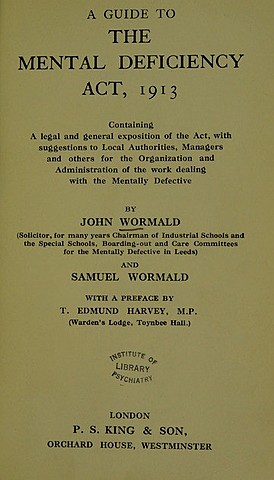 A GUIDE TO
THE
MENTAL DEFICIENCY
ACT, 1913
Containing
A legal and general exposition of the Act, with
suggestions to Local Authorities, Managers
and others for the Organization and
Administration of the work dealing
with the Mentally Defective
BY
JOHN WORMALD
(Solicitor, for many years Chairman of Industrial Schools and
the Special Schools, Boarding-out and Care Committees
for the Mentally Defective in Leeds)
AND
SAMUEL WORMALD
WITH A PREFACE BY
T. EDMUND HARVEY, M.P.
(Warden's Lodge, Toynbee Hall.)
INSTITUTE OF
LIBRARY
PSYCHIATRY
LONDON
P. S. KING & SON,
ORCHARD HOUSE, WESTMINSTER